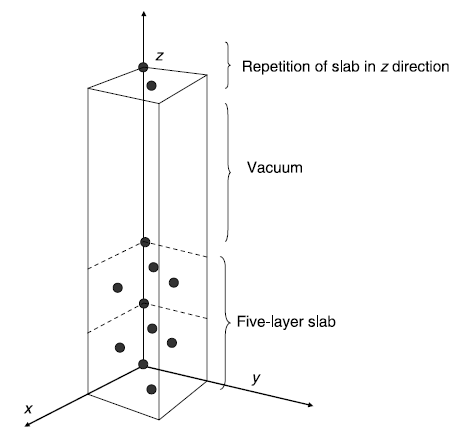 z
Repetition of slab in z direction
Vacuum
Five-layer slab
y
x